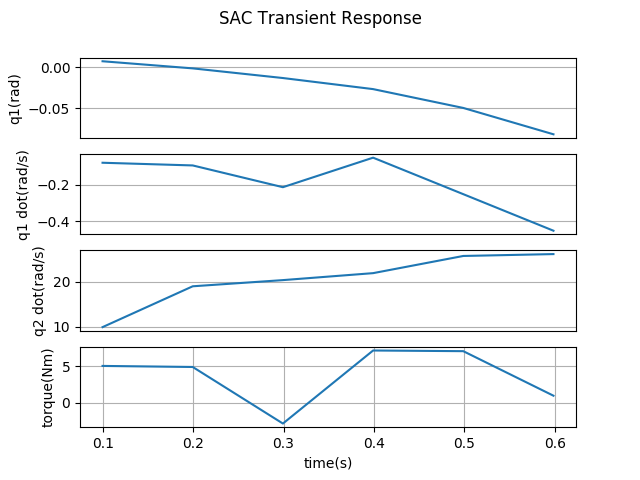 SAC Transient Response
q1(rad)
0.00
−0.05
q1 dot(rad/s)
−0.2
−0.4
q2 dot(rad/s)
20
10
torque(Nm)
5
0
0.1 0.2 0.3 0.4 0.5 0.6
time(s)